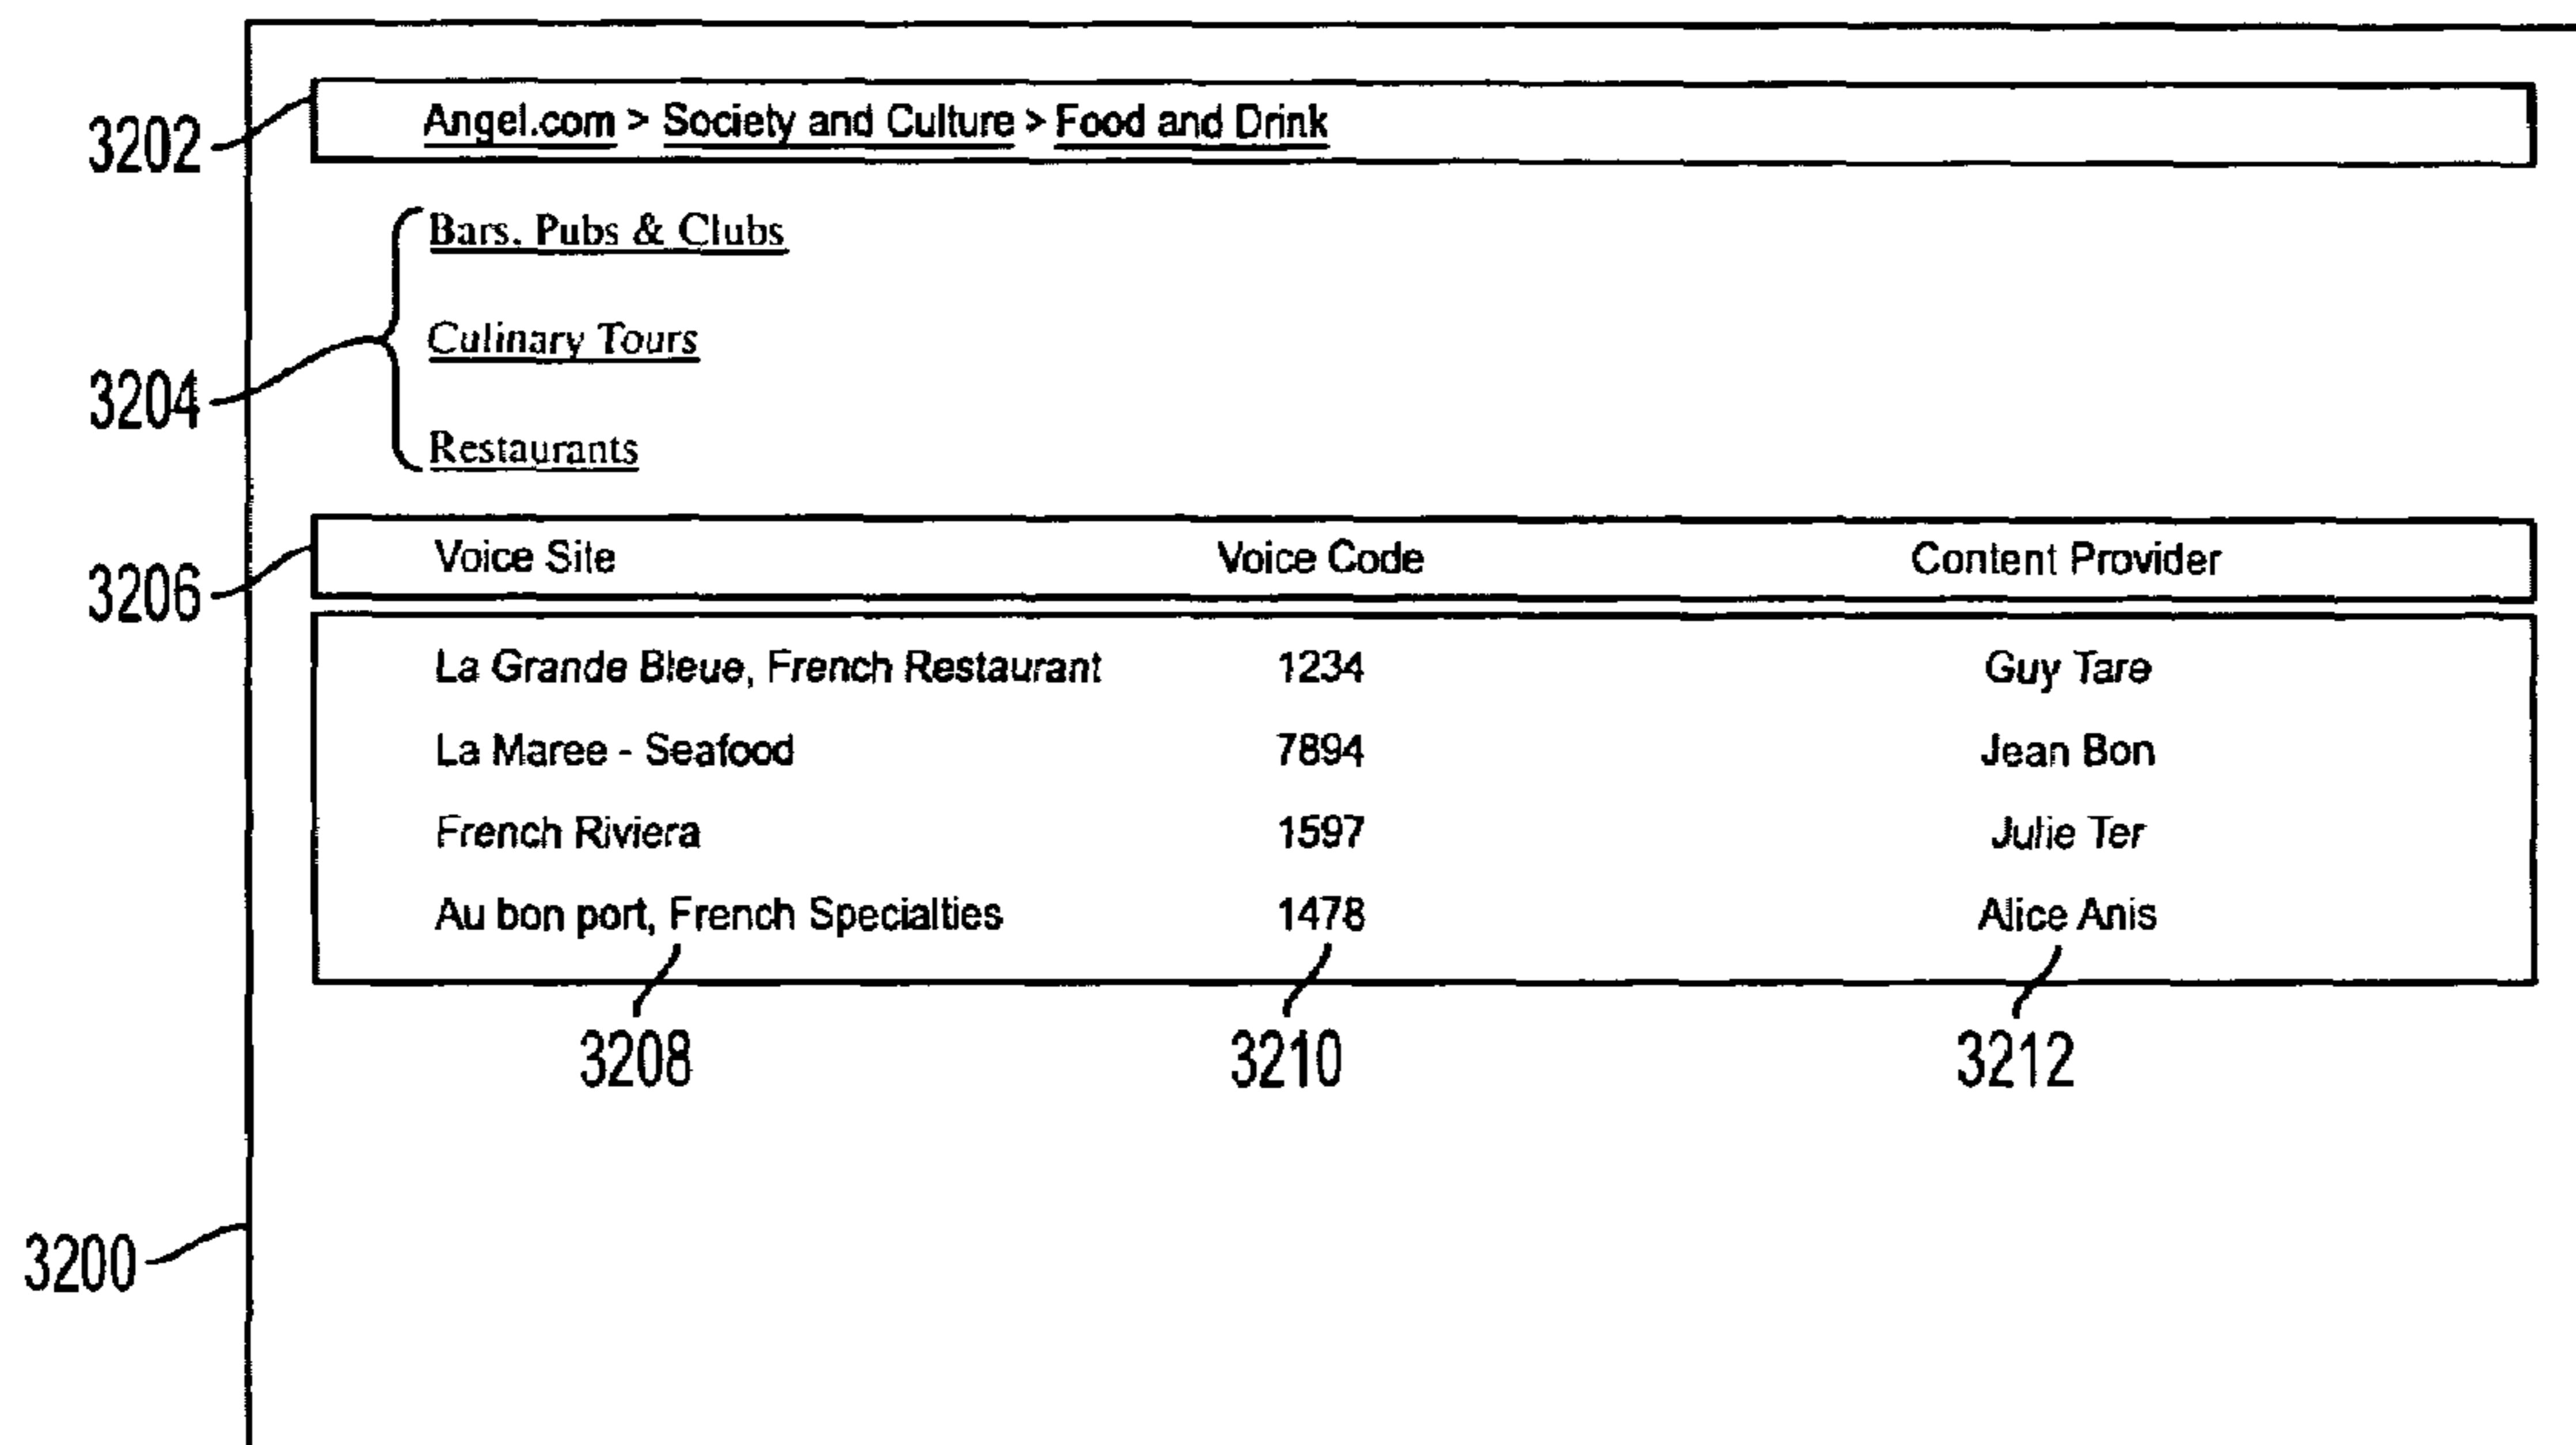 3202
Angel.com > Society and Culture > Food and Drink
3204
Bars. Pubs & Clubs
Culinary Tours
Restaurants
3206
Voice Site Voice Code Content Provider
La Grande Bleue, French Restaurant 1234 Guy Tare
La Maree - Seafood 7894 Jean Bon
French Riviera 1597 Julie Ter
Au bon port, French Specialties 1478 Alice Anis
3208 3210 3212
3200